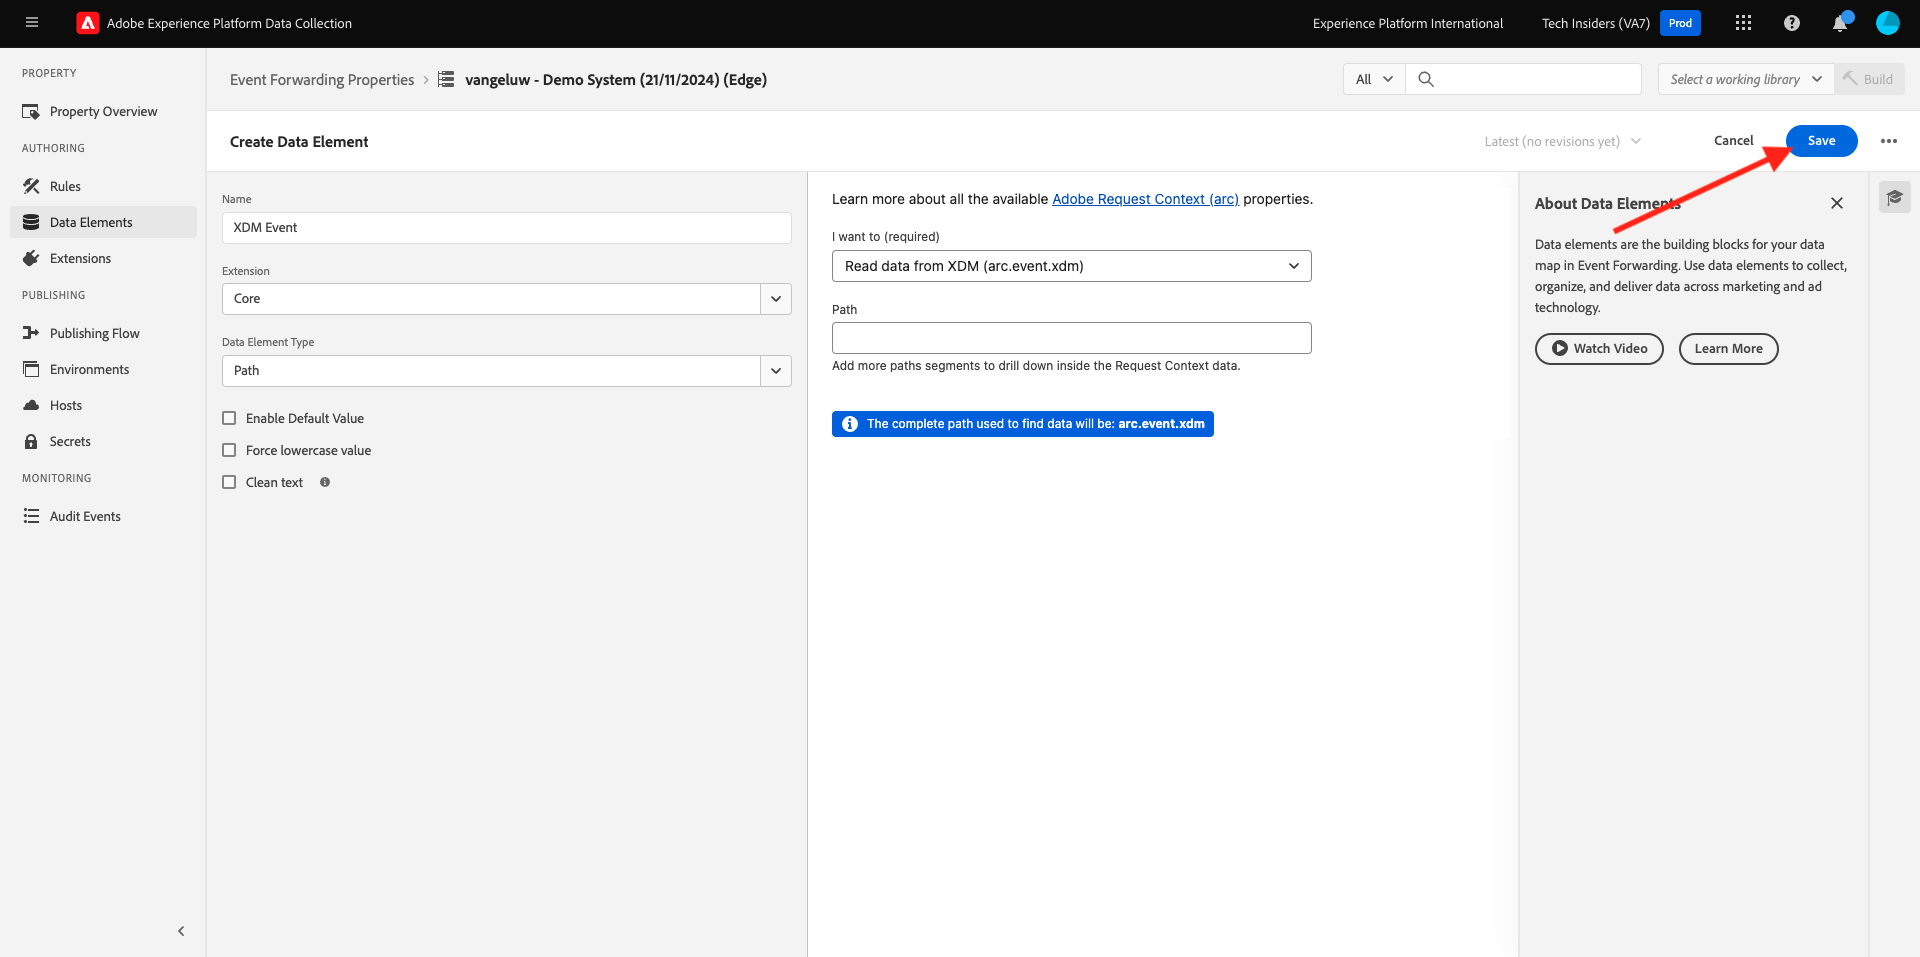 Adobe Experience Platform Data Collection
Experience Platform International
Tech Insiders (VA7)
Prod
PROPERTY
Property Overview
AUTHORING
Rules
Data Elements
Extensions
PUBLISHING
Publishing Flow
Environments
Hosts
Secrets
MONITORING
Audit Events
Event Forwarding Properties
vangeluw - Demo System (21/11/2024) (Edge)
All
Select a working library
Build
Create Data Element
Latest (no revisions yet)
Cancel
Save
Name
XDM Event
Extension
Core
Data Element Type
Path
Enable Default Value
Force lowercase value
Clean text
Learn more about all the available Adobe Request Context (arc) properties.
I want to (required)
Read data from XDM (arc.event.xdm)
Path
Add more paths segments to drill down inside the Request Context data.
The complete path used to find data will be: arc.event.xdm
About Data Elements
Data elements are the building blocks for your data
map in Event Forwarding. Use data elements to collect,
organize, and deliver data across marketing and ad
technology.
Watch Video
Learn More